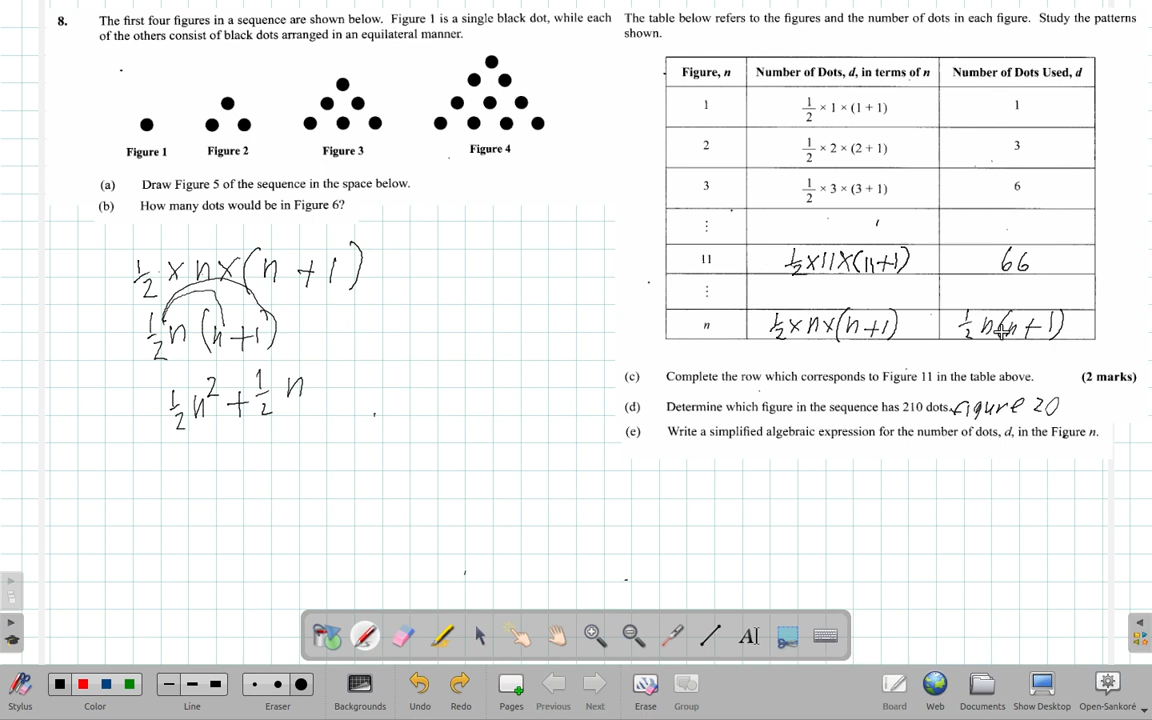 8. The first four figures in a sequence are shown below. Figure 1 is a single black dot, while each
of the others consist of black dots arranged in an equilateral manner.
Figure 1 Figure 2 Figure 3 Figure 4
(a) Draw Figure 5 of the sequence in the space below.
(b) How many dots would be in Figure 6?
½ × n × (n + 1)
½ n (n + 1)
½ n² + ½ n
The table below refers to the figures and the number of dots in each figure. Study the patterns
shown.
Figure, n Number of Dots, d, in terms of n Number of Dots Used, d
1 ½ × 1 × (1 + 1) 1
2 ½ × 2 × (2 + 1) 3
3 ½ × 3 × (3 + 1) 6
⋮
11 ½ × 11 × (11 + 1) 66
⋮
n ½ × n × (n + 1) ½ n (n + 1)
(c) Complete the row which corresponds to Figure 11 in the table above. (2 marks)
(d) Determine which figure in the sequence has 210 dots. figure 20
(e) Write a simplified algebraic expression for the number of dots, d, in the Figure n.
Stylus Color Line Eraser Backgrounds Undo Redo Pages Previous Next Erase Group Board Web Documents Show Desktop Open-Sankoré